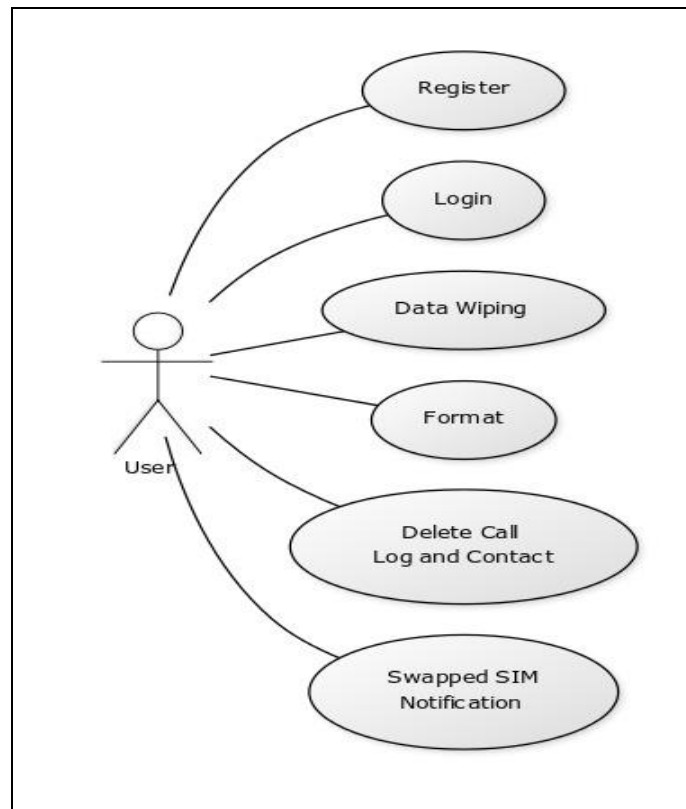 Register
Login
Data Wiping
Format
User
Delete Call
Log and Contact
Swapped SIM
Notification